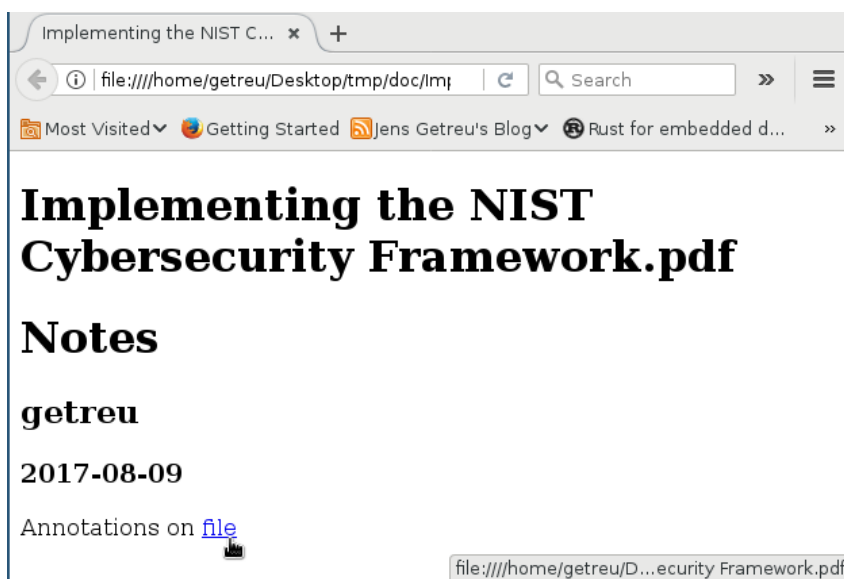 Implementing the NIST C...
file:////home/getreu/Desktop/tmp/doc/Imp
Search
Most Visited Getting Started Jens Getreu's Blog Rust for embedded d...
Implementing the NIST
Cybersecurity Framework.pdf
Notes
getreu
2017-08-09
Annotations on file
file:////home/getreu/D...ecurity Framework.pdf